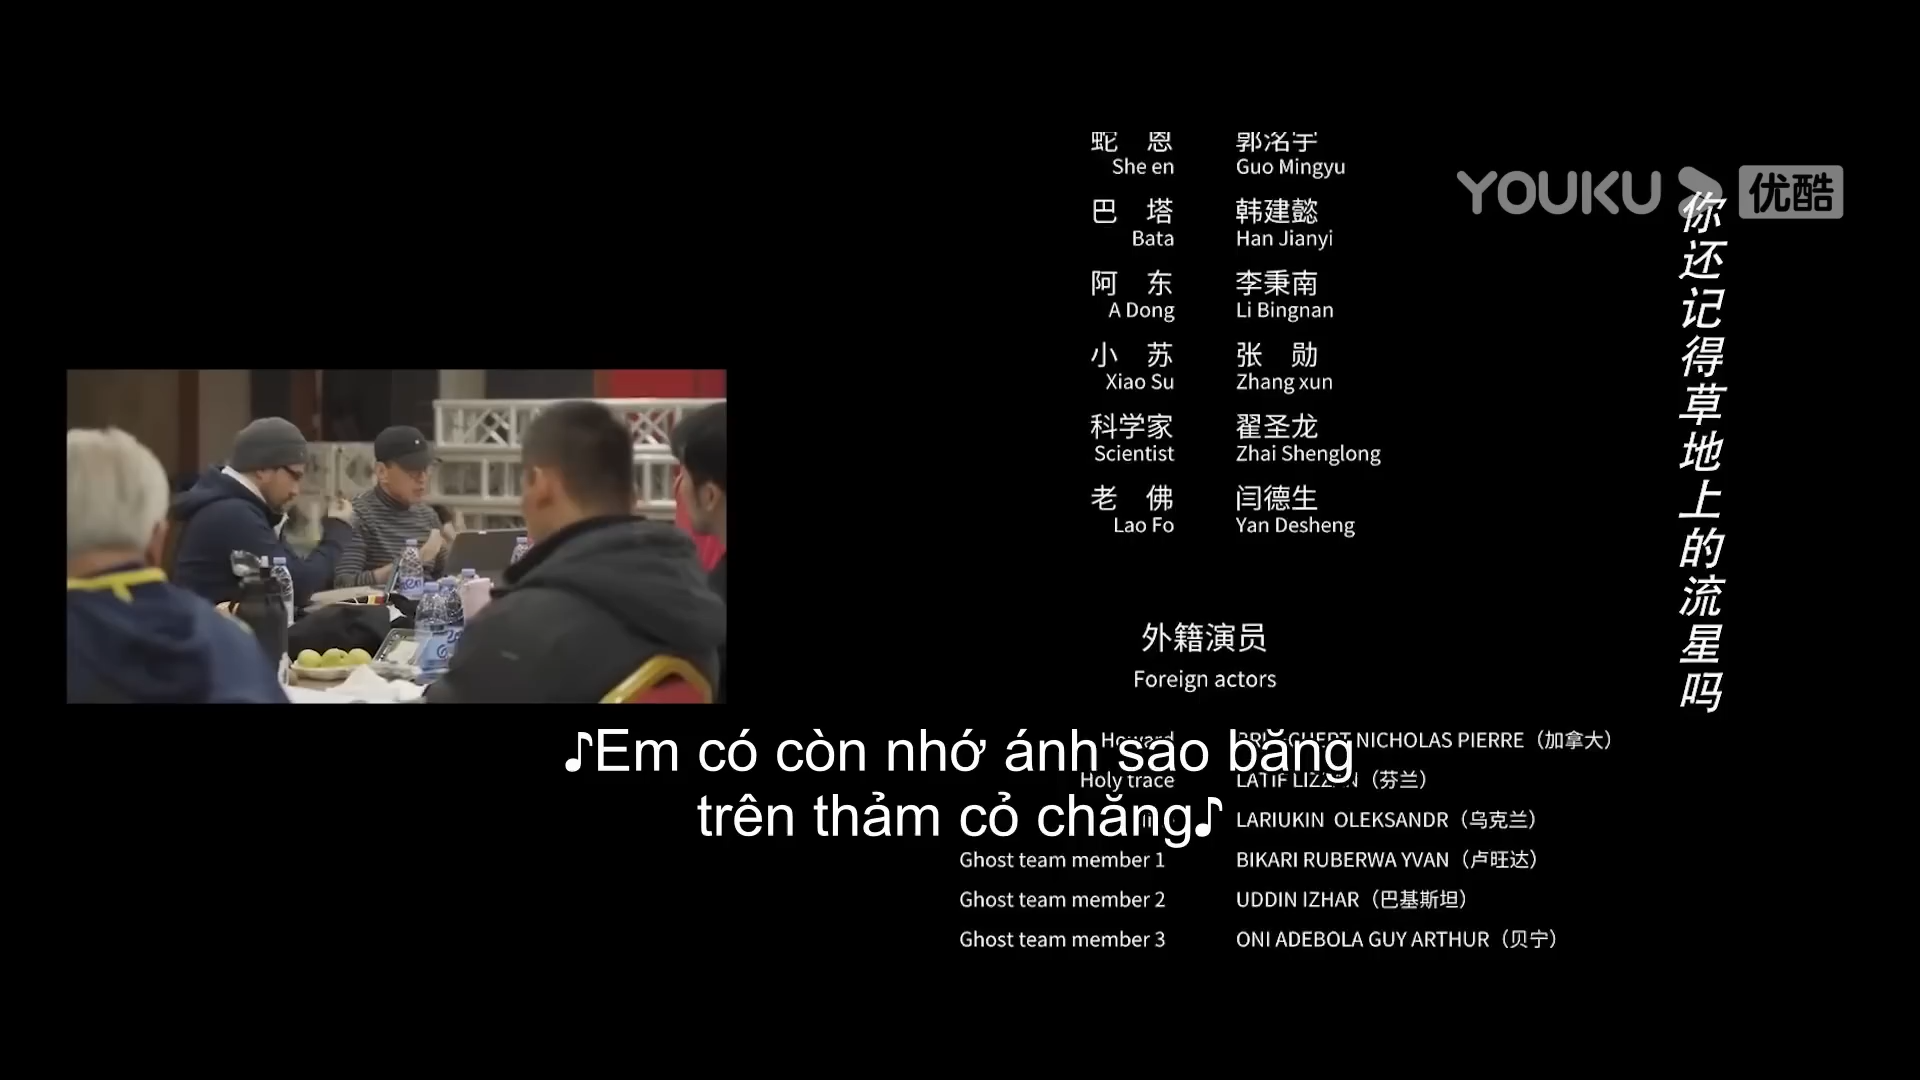 蛇 恩 郭洺宇
She en Guo Mingyu
巴 塔 韩建懿
Bata Han Jianyi
阿 东 李秉南
A Dong Li Bingnan
小 苏 张 勋
Xiao Su Zhang xun
科学家 翟圣龙
Scientist Zhai Shenglong
老 佛 闫德生
Lao Fo Yan Desheng
外籍演员
Foreign actors
Howard NICHOLAS PIERRE（加拿大）
Holy trace LATIF（芬兰）
LARIUKIN OLEKSANDR（乌克兰）
Ghost team member 1 BIKARI RUBERWA YVAN（卢旺达）
Ghost team member 2 UDDIN IZHAR（巴基斯坦）
Ghost team member 3 ONI ADEBOLA GUY ARTHUR（贝宁）
YOUKU 优酷
你还记得草地上的流星吗
♪Em có còn nhớ ánh sao băng
trên thảm cỏ chăng♪